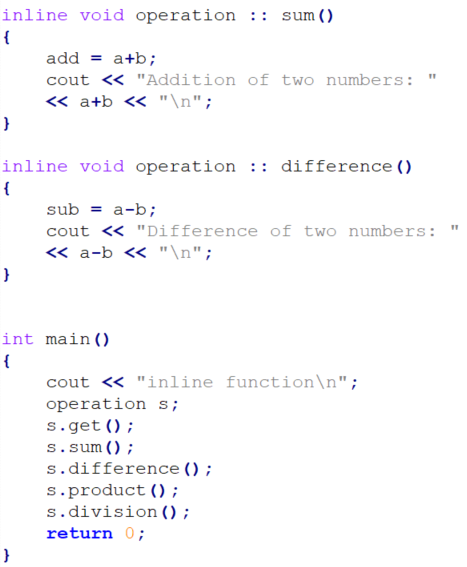 inline void operation :: sum()
{
    add = a+b;
    cout << "Addition of two numbers: "
    << a+b << "\n";
}

inline void operation :: difference()
{
    sub = a-b;
    cout << "Difference of two numbers: "
    << a-b << "\n";
}

int main()
{
    cout << "inline function\n";
    operation s;
    s.get();
    s.sum();
    s.difference();
    s.product();
    s.division();
    return 0;
}